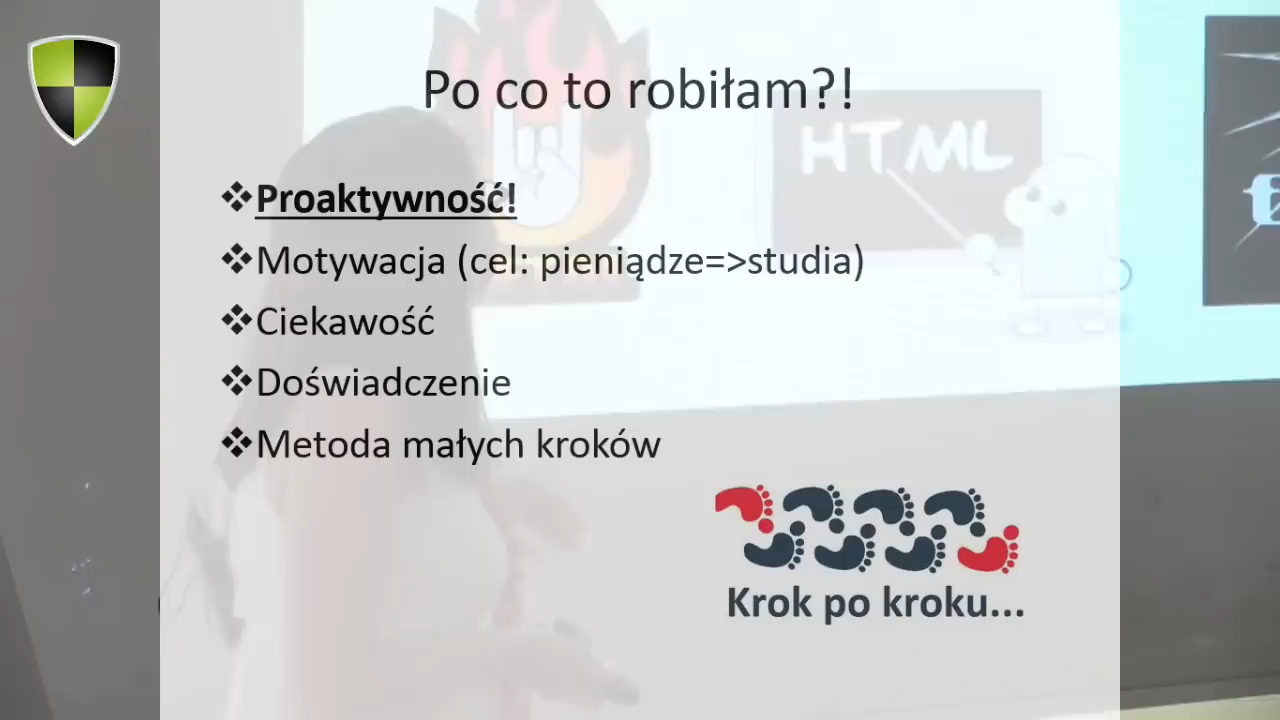 Po co to robiłam?!
HTML
❖Proaktywność!
❖Motywacja (cel: pieniądze=>studia)
❖Ciekawość
❖Doświadczenie
❖Metoda małych kroków
Krok po kroku...